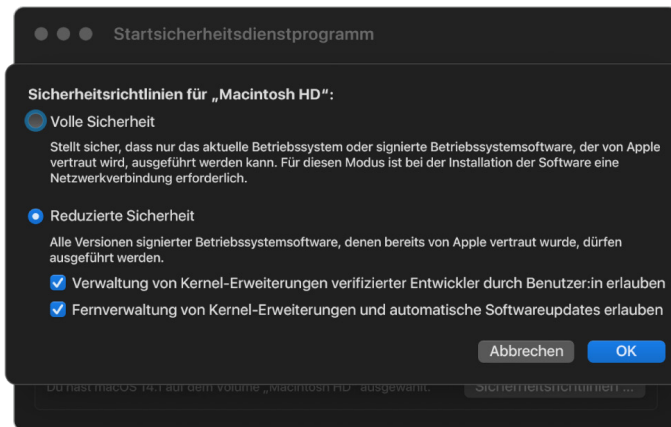 Startsicherheitsdienstprogramm
Sicherheitsrichtlinien für „Macintosh HD“:
Volle Sicherheit
Stellt sicher, dass nur das aktuelle Betriebssystem oder signierte Betriebssystemsoftware, der von Apple
vertraut wird, ausgeführt werden kann. Für diesen Modus ist bei der Installation der Software eine
Netzwerkverbindung erforderlich.
Reduzierte Sicherheit
Alle Versionen signierter Betriebssystemsoftware, denen bereits von Apple vertraut wurde, dürfen
ausgeführt werden.
Verwaltung von Kernel-Erweiterungen verifizierter Entwickler durch Benutzer:in erlauben
Fernverwaltung von Kernel-Erweiterungen und automatische Softwareupdates erlauben
Abbrechen OK
Du hast macOS 14.1 auf dem Volume „Macintosh HD“ ausgewählt. Sicherheitsrichtlinien ...